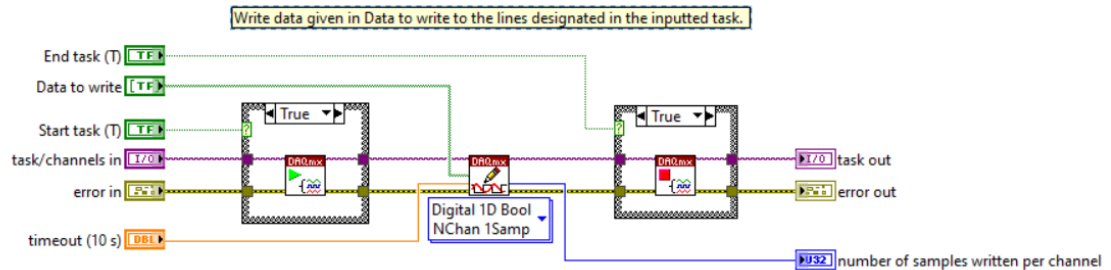 Write data given in Data to write to the lines designated in the inputted task.
End task (T)
TF
Data to write
[TF]
True
True
Start task (T)
TF
task/channels in
I/O
DAQmx
DAQmx
DAQmx
I/O
task out
error in
error out
Digital 1D Bool
NChan 1Samp
timeout (10 s)
DBL
U32
number of samples written per channel